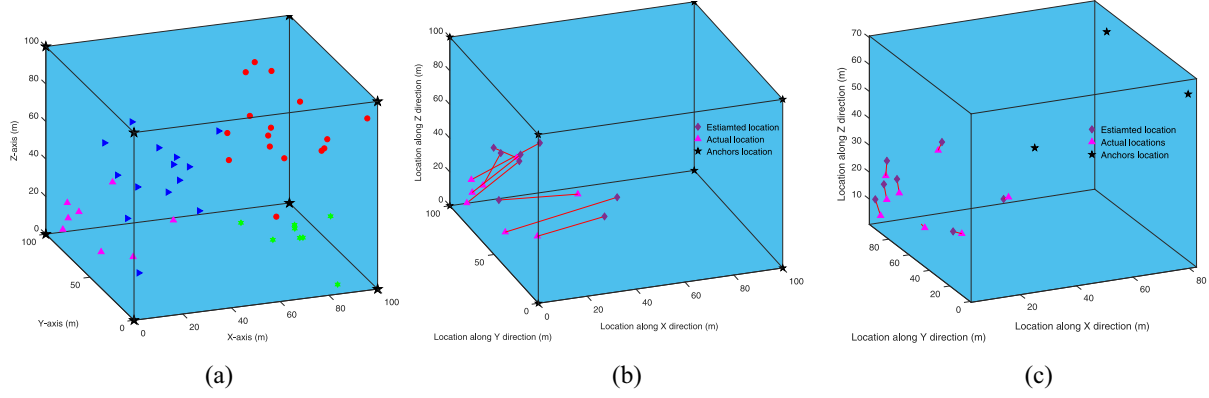 100
80
60
40
20
0
100
50
0
0
20
40
60
80
100
Z-axis (m)
Y-axis (m)
X-axis (m)
(a)
100
80
60
40
20
0
100
50
0
0
20
40
60
80
100
Location along Z direction (m)
Location along Y direction (m)
Location along X direction (m)
Estiamted location
Actual location
Anchors location
(b)
70
60
50
40
30
20
10
80
60
40
20
0
0
20
40
60
80
Location along Z direction (m)
Location along Y direction (m)
Location along X direction (m)
Estiamted location
Actual locations
Anchors location
(c)